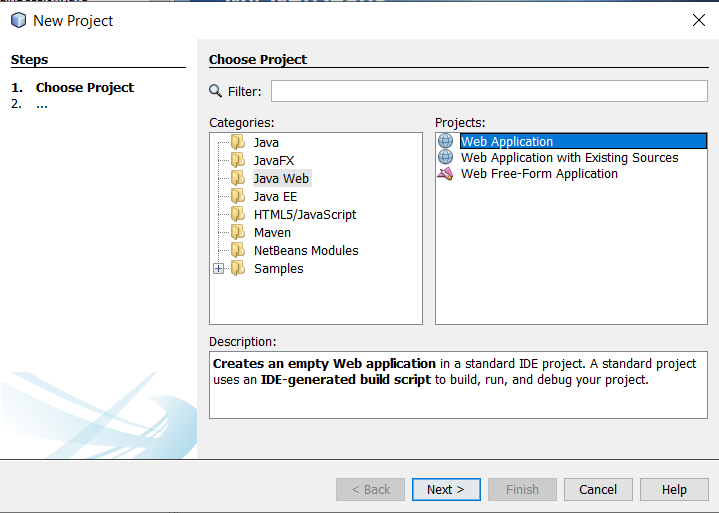 New Project
Steps
1. Choose Project
2. ...
Choose Project
Filter:
Categories:
Java
JavaFX
Java Web
Java EE
HTML5/JavaScript
Maven
NetBeans Modules
Samples
Projects:
Web Application
Web Application with Existing Sources
Web Free-Form Application
Description:
Creates an empty Web application in a standard IDE project. A standard project
uses an IDE-generated build script to build, run, and debug your project.
< Back
Next >
Finish
Cancel
Help